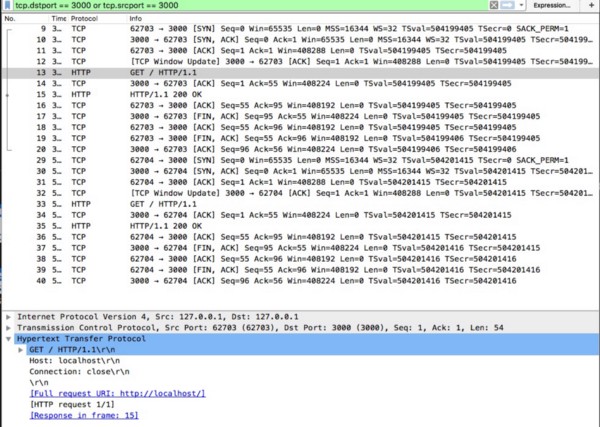 tcp.dstport == 3000 or tcp.srcport == 3000 Expression...
No. Time Protocol Info
9 3... TCP 62703 → 3000 [SYN] Seq=0 Win=65535 Len=0 MSS=16344 WS=32 TSval=504199405 TSecr=0 SACK_PERM=1
10 3... TCP 3000 → 62703 [SYN, ACK] Seq=0 Ack=1 Win=65535 Len=0 MSS=16344 WS=32 TSval=504199405 TSecr=504199...
11 3... TCP 62703 → 3000 [ACK] Seq=1 Ack=1 Win=408288 Len=0 TSval=504199405 TSecr=504199405
12 3... TCP [TCP Window Update] 3000 → 62703 [ACK] Seq=1 Ack=1 Win=408288 Len=0 TSval=504199405 TSecr=504199...
13 3... HTTP GET / HTTP/1.1
14 3... TCP 3000 → 62703 [ACK] Seq=1 Ack=55 Win=408224 Len=0 TSval=504199405 TSecr=504199405
15 3... HTTP HTTP/1.1 200 OK
16 3... TCP 62703 → 3000 [ACK] Seq=55 Ack=95 Win=408192 Len=0 TSval=504199405 TSecr=504199405
17 3... TCP 3000 → 62703 [FIN, ACK] Seq=95 Ack=55 Win=408224 Len=0 TSval=504199405 TSecr=504199405
18 3... TCP 62703 → 3000 [ACK] Seq=55 Ack=96 Win=408192 Len=0 TSval=504199405 TSecr=504199405
19 3... TCP 62703 → 3000 [FIN, ACK] Seq=55 Ack=96 Win=408192 Len=0 TSval=504199406 TSecr=504199405
20 3... TCP 3000 → 62703 [ACK] Seq=96 Ack=56 Win=408224 Len=0 TSval=504199406 TSecr=504199406
29 5... TCP 62704 → 3000 [SYN] Seq=0 Win=65535 Len=0 MSS=16344 WS=32 TSval=504201415 TSecr=0 SACK_PERM=1
30 5... TCP 3000 → 62704 [SYN, ACK] Seq=0 Ack=1 Win=65535 Len=0 MSS=16344 WS=32 TSval=504201415 TSecr=504201...
31 5... TCP 62704 → 3000 [ACK] Seq=1 Ack=1 Win=408288 Len=0 TSval=504201415 TSecr=504201415
32 5... TCP [TCP Window Update] 3000 → 62704 [ACK] Seq=1 Ack=1 Win=408288 Len=0 TSval=504201415 TSecr=504201...
33 5... HTTP GET / HTTP/1.1
34 5... TCP 3000 → 62704 [ACK] Seq=1 Ack=55 Win=408224 Len=0 TSval=504201415 TSecr=504201415
35 5... HTTP HTTP/1.1 200 OK
36 5... TCP 62704 → 3000 [ACK] Seq=55 Ack=95 Win=408192 Len=0 TSval=504201415 TSecr=504201415
37 5... TCP 3000 → 62704 [FIN, ACK] Seq=95 Ack=55 Win=408224 Len=0 TSval=504201416 TSecr=504201415
38 5... TCP 62704 → 3000 [ACK] Seq=55 Ack=96 Win=408192 Len=0 TSval=504201416 TSecr=504201416
39 5... TCP 62704 → 3000 [FIN, ACK] Seq=55 Ack=96 Win=408192 Len=0 TSval=504201416 TSecr=504201416
40 5... TCP 3000 → 62704 [ACK] Seq=96 Ack=56 Win=408224 Len=0 TSval=504201416 TSecr=504201416
Internet Protocol Version 4, Src: 127.0.0.1, Dst: 127.0.0.1
Transmission Control Protocol, Src Port: 62703 (62703), Dst Port: 3000 (3000), Seq: 1, Ack: 1, Len: 54
Hypertext Transfer Protocol
GET / HTTP/1.1\r\n
Host: localhost\r\n
Connection: close\r\n
\r\n
[Full request URI: http://localhost/]
[HTTP request 1/1]
[Response in frame: 15]